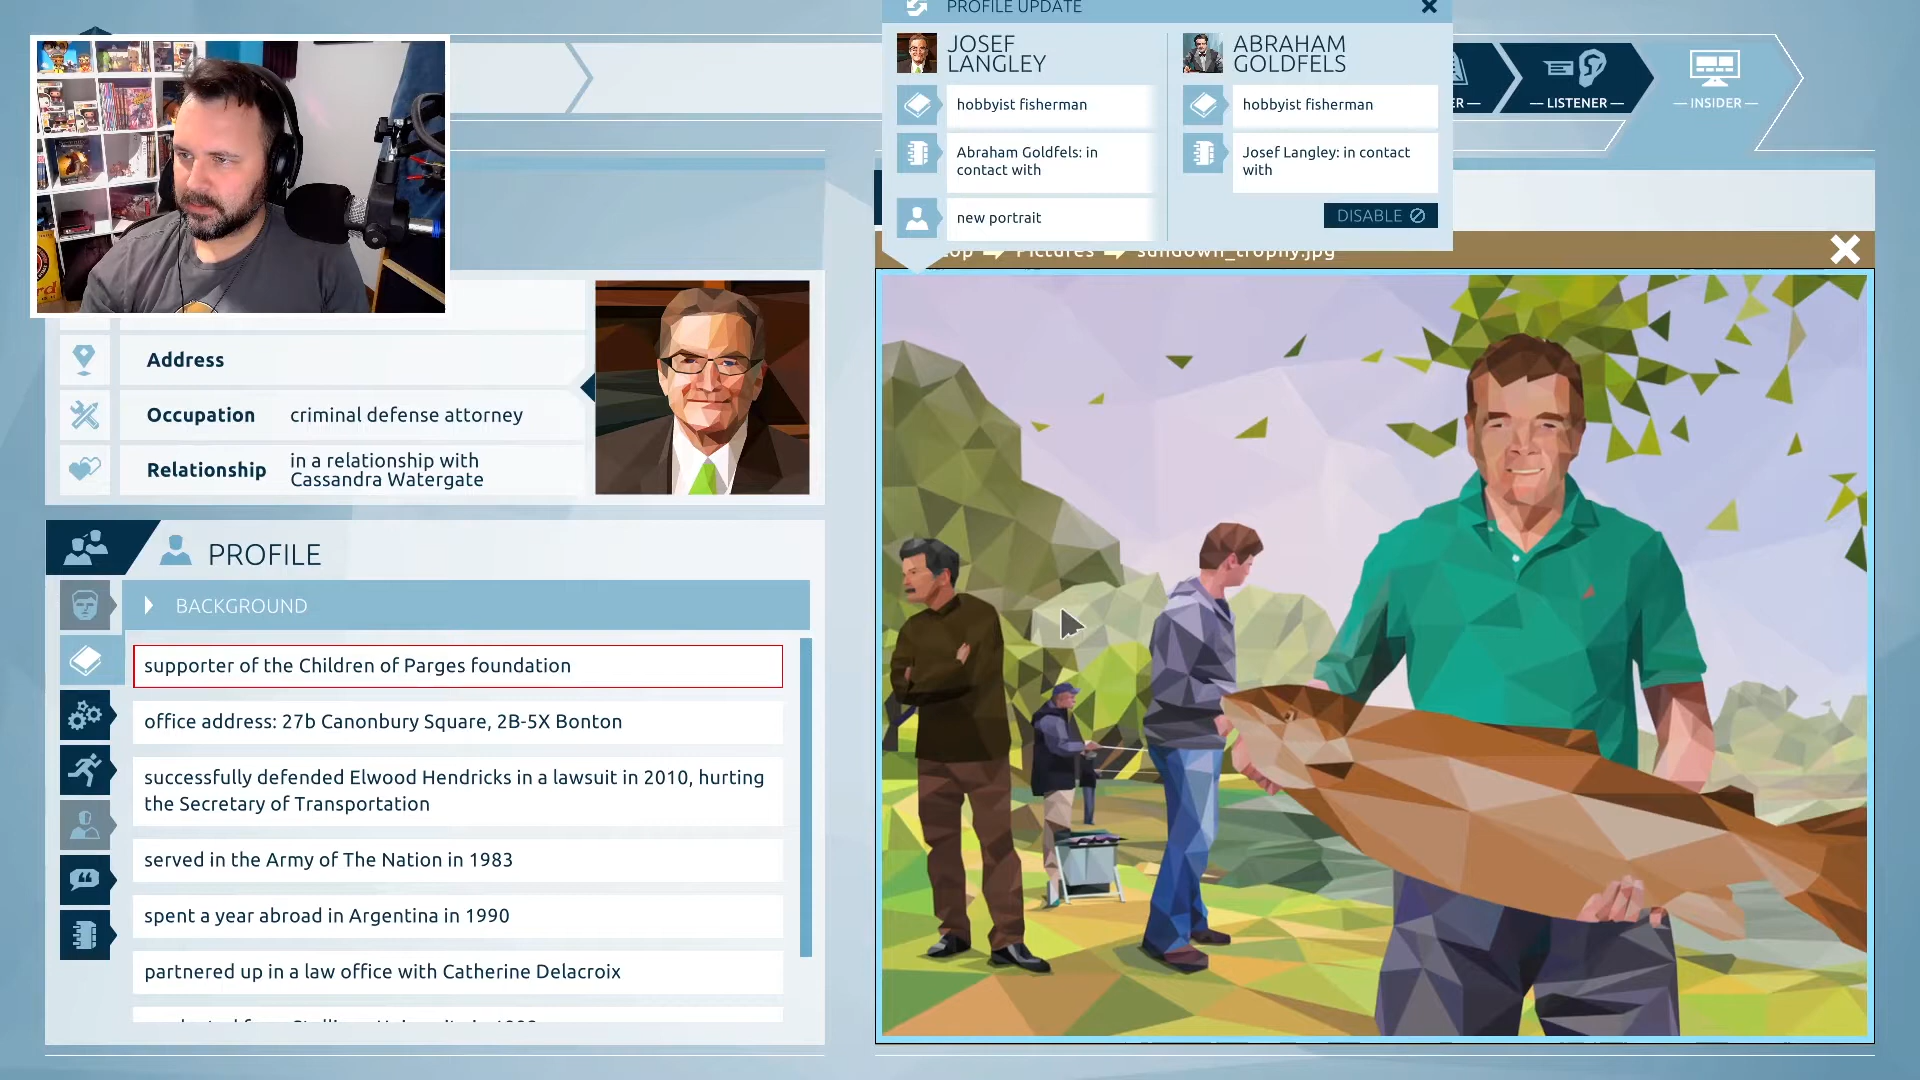 PROFILE UPDATE
JOSEF
LANGLEY
hobbyist fisherman
Abraham Goldfels: in
contact with
new portrait
ABRAHAM
GOLDFELS
hobbyist fisherman
Josef Langley: in contact
with
DISABLE
LISTENER
INSIDER
Pictures
sundown_trophy.jpg
Address
Occupation criminal defense attorney
Relationship in a relationship with
Cassandra Watergate
PROFILE
BACKGROUND
supporter of the Children of Parges foundation
office address: 27b Canonbury Square, 2B-5X Bonton
successfully defended Elwood Hendricks in a lawsuit in 2010, hurting
the Secretary of Transportation
served in the Army of The Nation in 1983
spent a year abroad in Argentina in 1990
partnered up in a law office with Catherine Delacroix